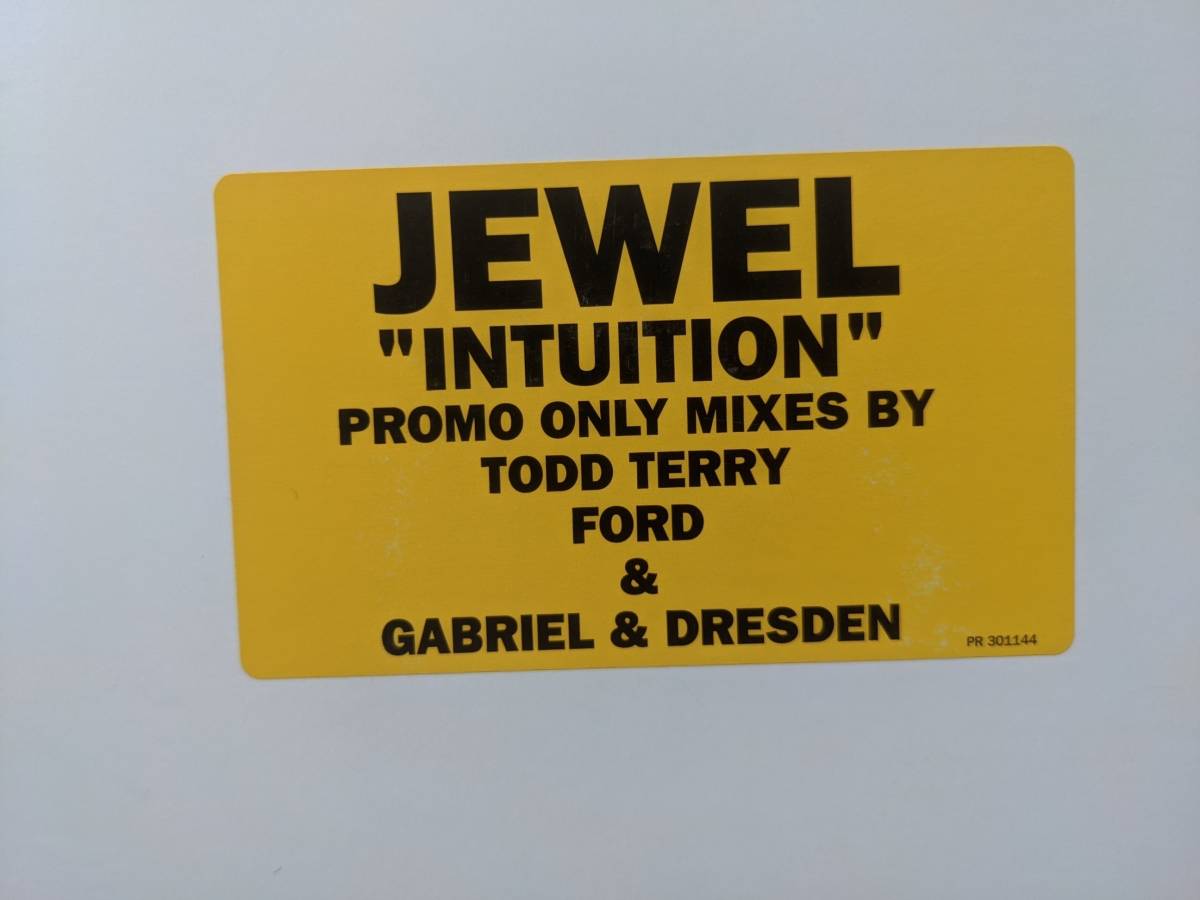 JEWEL
"INTUITION"
PROMO ONLY MIXES BY
TODD TERRY
FORD
&
GABRIEL & DRESDEN
PR 301144